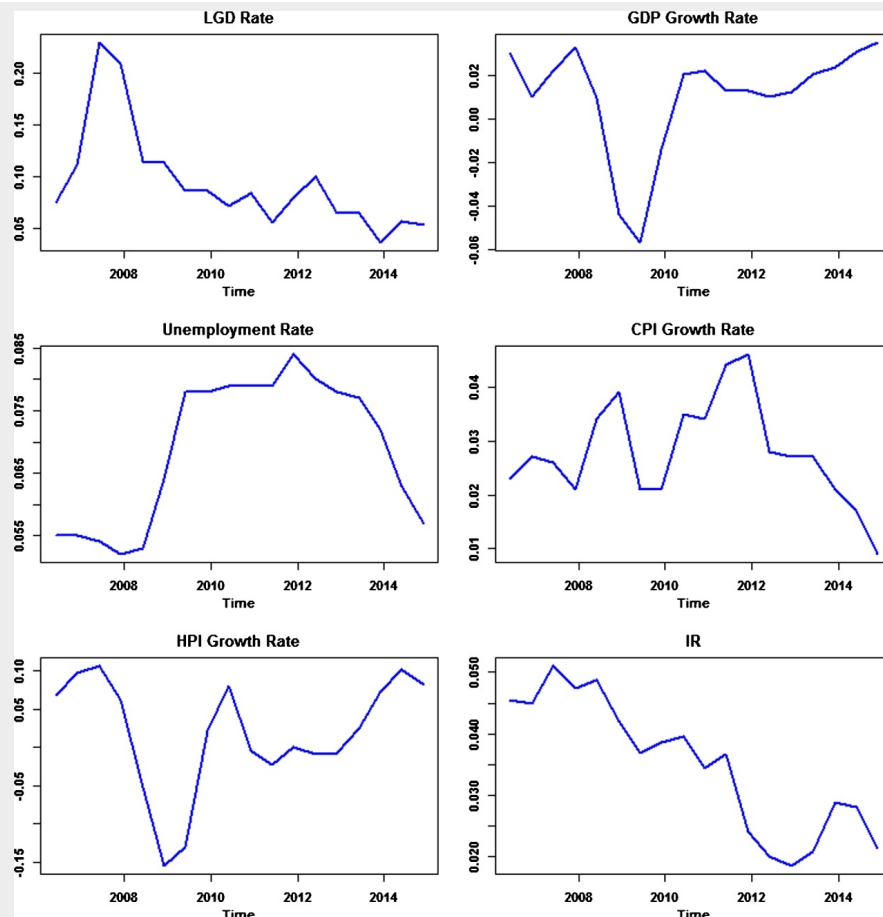 LGD Rate
0.20
0.15
0.10
0.05
2008 2010 2012 2014
Time
GDP Growth Rate
0.02
0.00
-0.02
-0.04
-0.06
2008 2010 2012 2014
Time
Unemployment Rate
0.085
0.075
0.065
0.055
2008 2010 2012 2014
Time
CPI Growth Rate
0.04
0.03
0.02
0.01
2008 2010 2012 2014
Time
HPI Growth Rate
0.10
0.05
-0.05
-0.15
2008 2010 2012 2014
Time
IR
0.050
0.040
0.030
0.020
2008 2010 2012 2014
Time